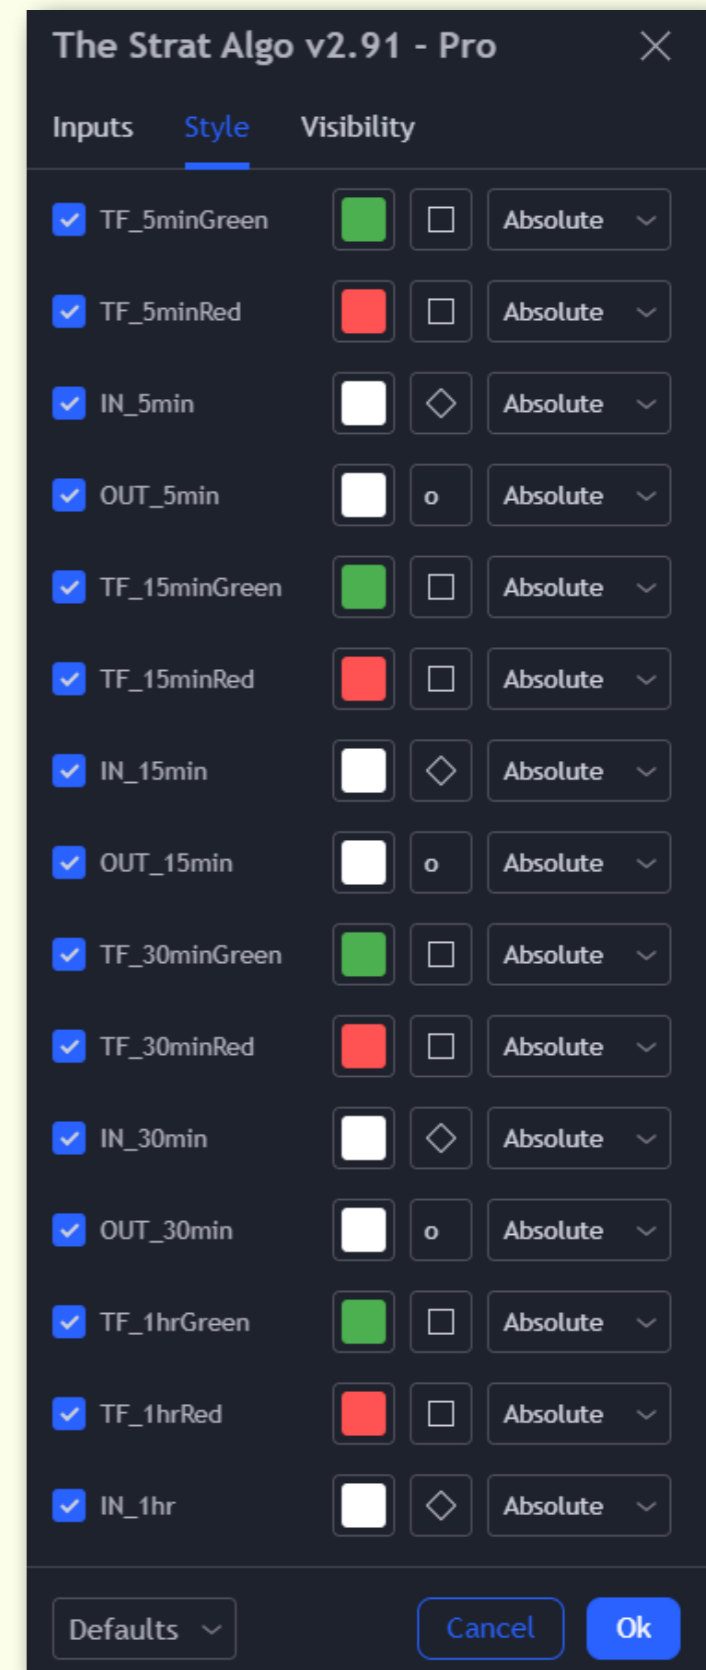 The Strat Algo v2.91 - Pro
Inputs Style Visibility
TF_5minGreen Absolute
TF_5minRed Absolute
IN_5min Absolute
OUT_5min o Absolute
TF_15minGreen Absolute
TF_15minRed Absolute
IN_15min Absolute
OUT_15min o Absolute
TF_30minGreen Absolute
TF_30minRed Absolute
IN_30min Absolute
OUT_30min o Absolute
TF_1hrGreen Absolute
TF_1hrRed Absolute
IN_1hr Absolute
Defaults Cancel Ok